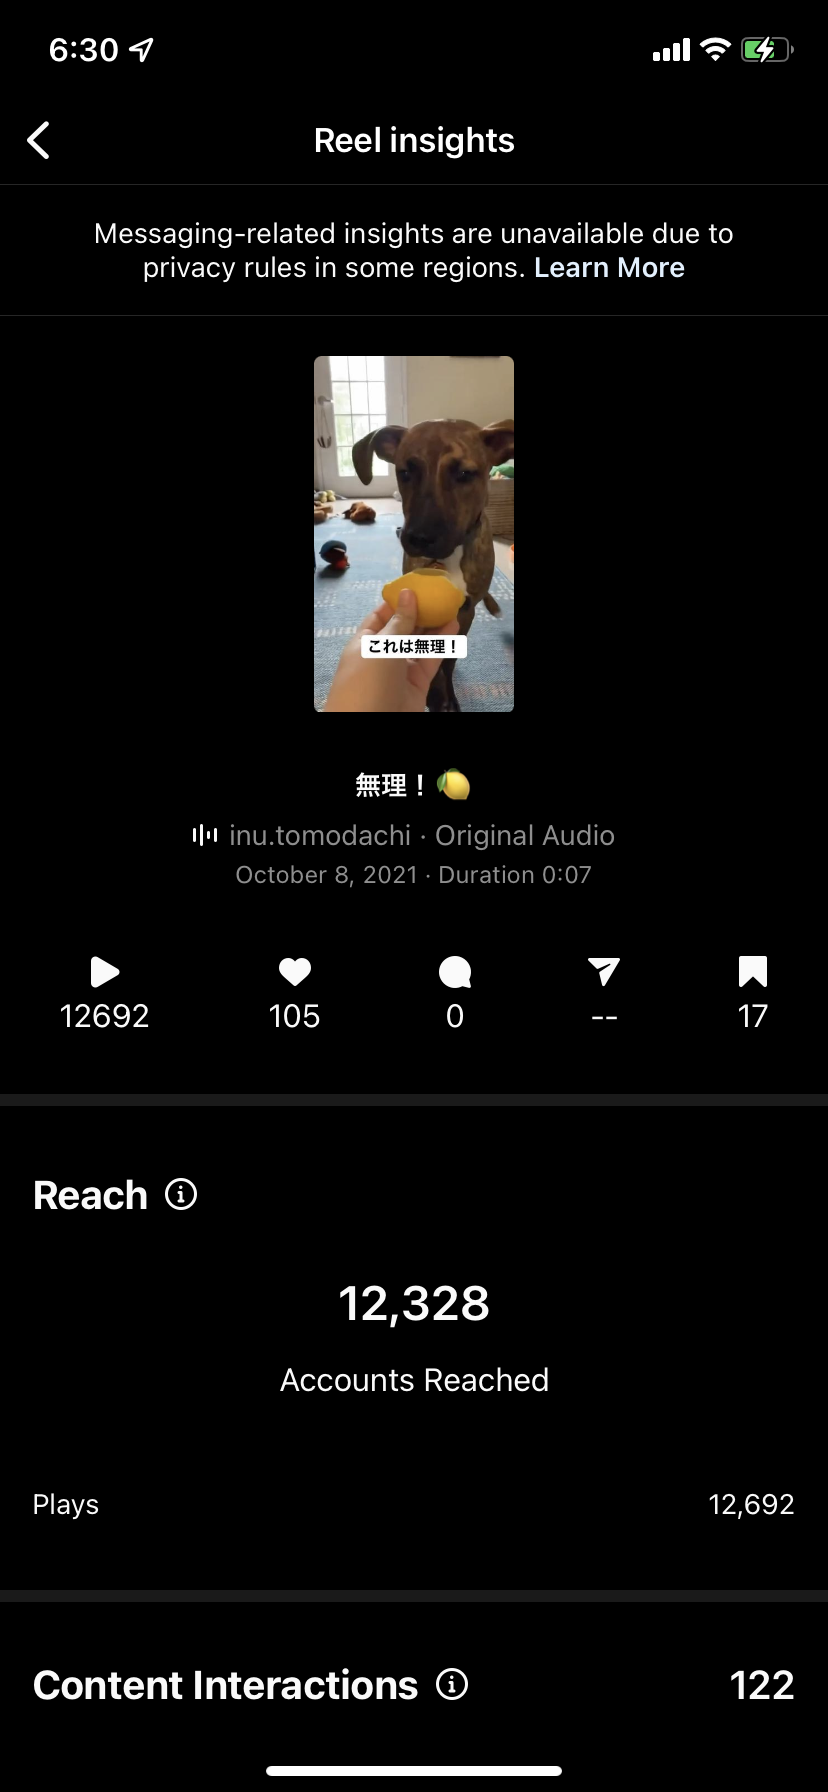 6:30
Reel insights
Messaging-related insights are unavailable due to
privacy rules in some regions. Learn More
これは無理！
無理！🍋
inu.tomodachi · Original Audio
October 8, 2021 · Duration 0:07
12692 105 0 -- 17
Reach
12,328
Accounts Reached
Plays 12,692
Content Interactions 122